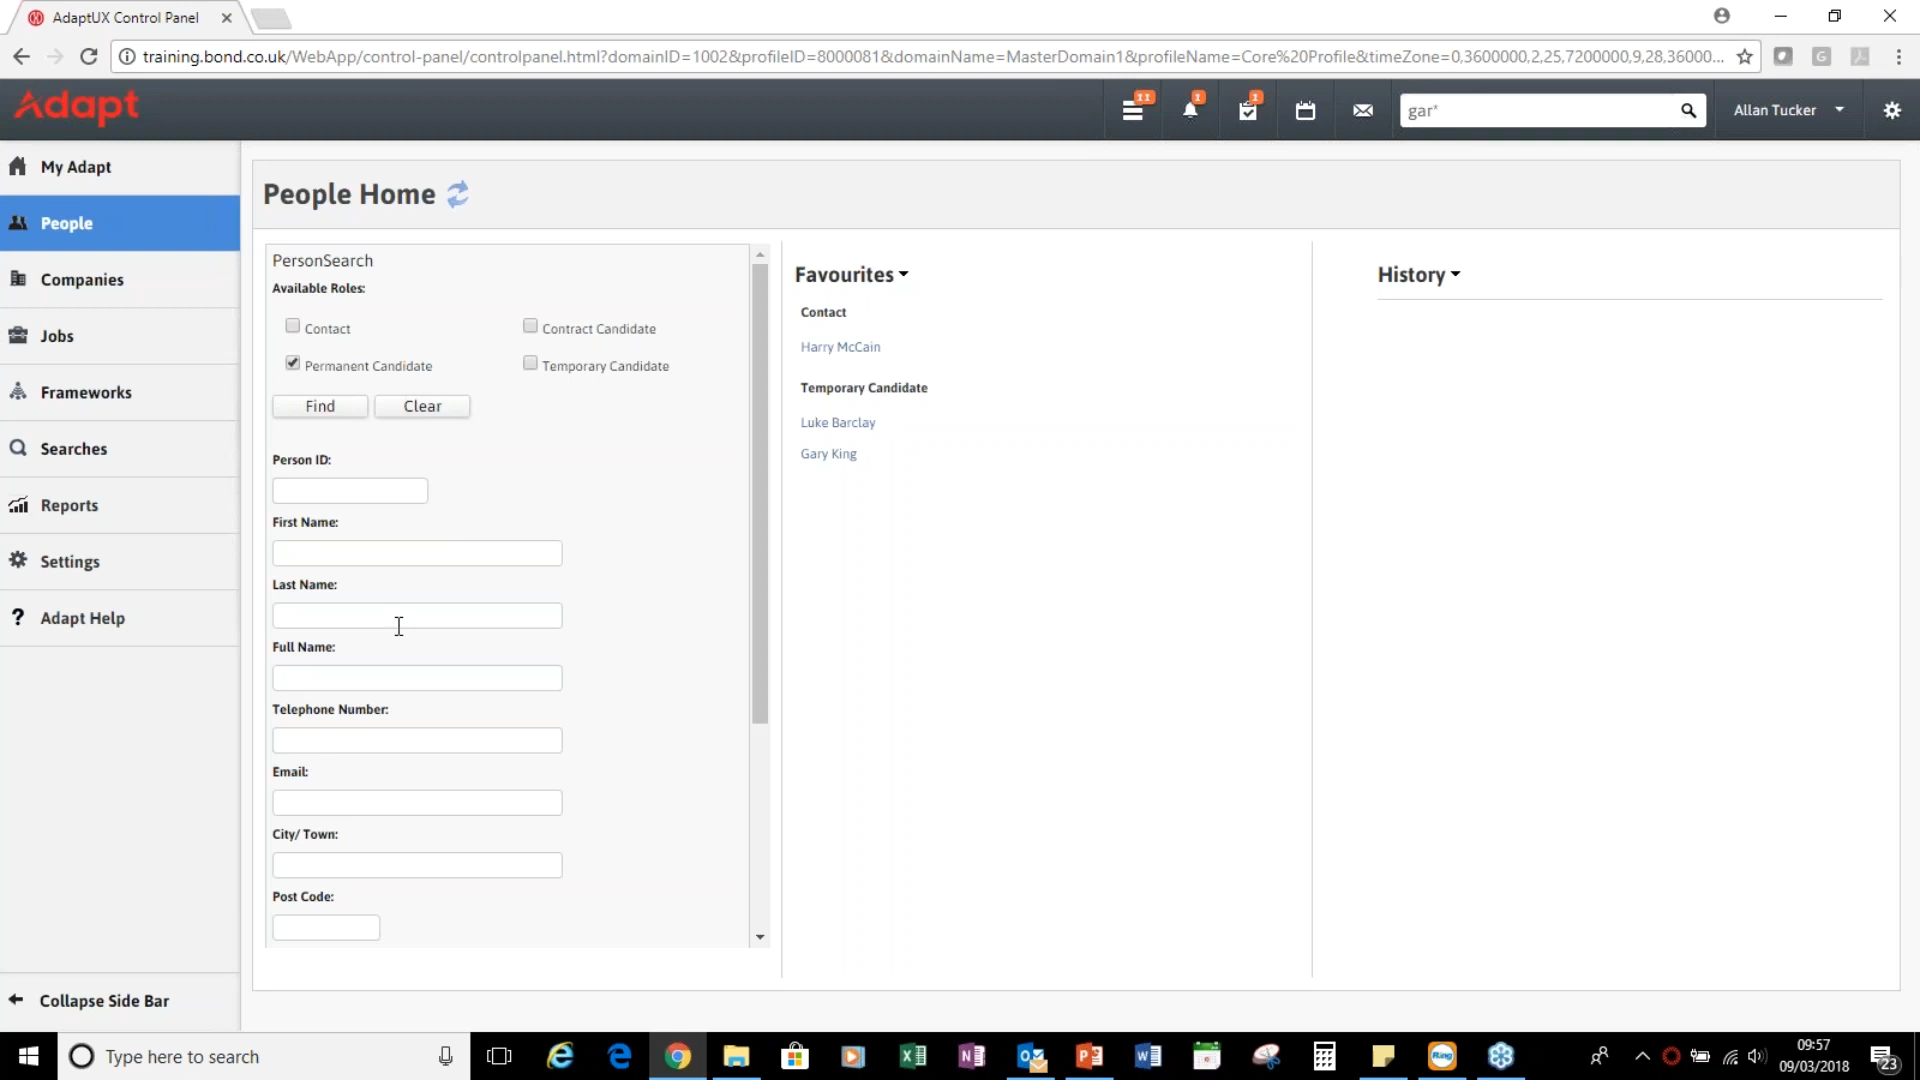 AdaptUX Control Panel
training.bond.co.uk/WebApp/control-panel/controlpanel.html?domainID=1002&profileID=8000081&domainName=MasterDomain1&profileName=Core%20Profile&timeZone=0,3600000,2,25,7200000,9,28,36000...
Adapt
11
1
1
gar*
Allan Tucker
My Adapt
People
Companies
Jobs
Frameworks
Searches
Reports
Settings
? Adapt Help
Collapse Side Bar
People Home
PersonSearch
Available Roles:
Contact
Contract Candidate
Permanent Candidate
Temporary Candidate
Find
Clear
Person ID:
First Name:
Last Name:
Full Name:
Telephone Number:
Email:
City/ Town:
Post Code:
Favourites
Contact
Harry McCain
Temporary Candidate
Luke Barclay
Gary King
History
Type here to search
Ring
09:57
09/03/2018
23